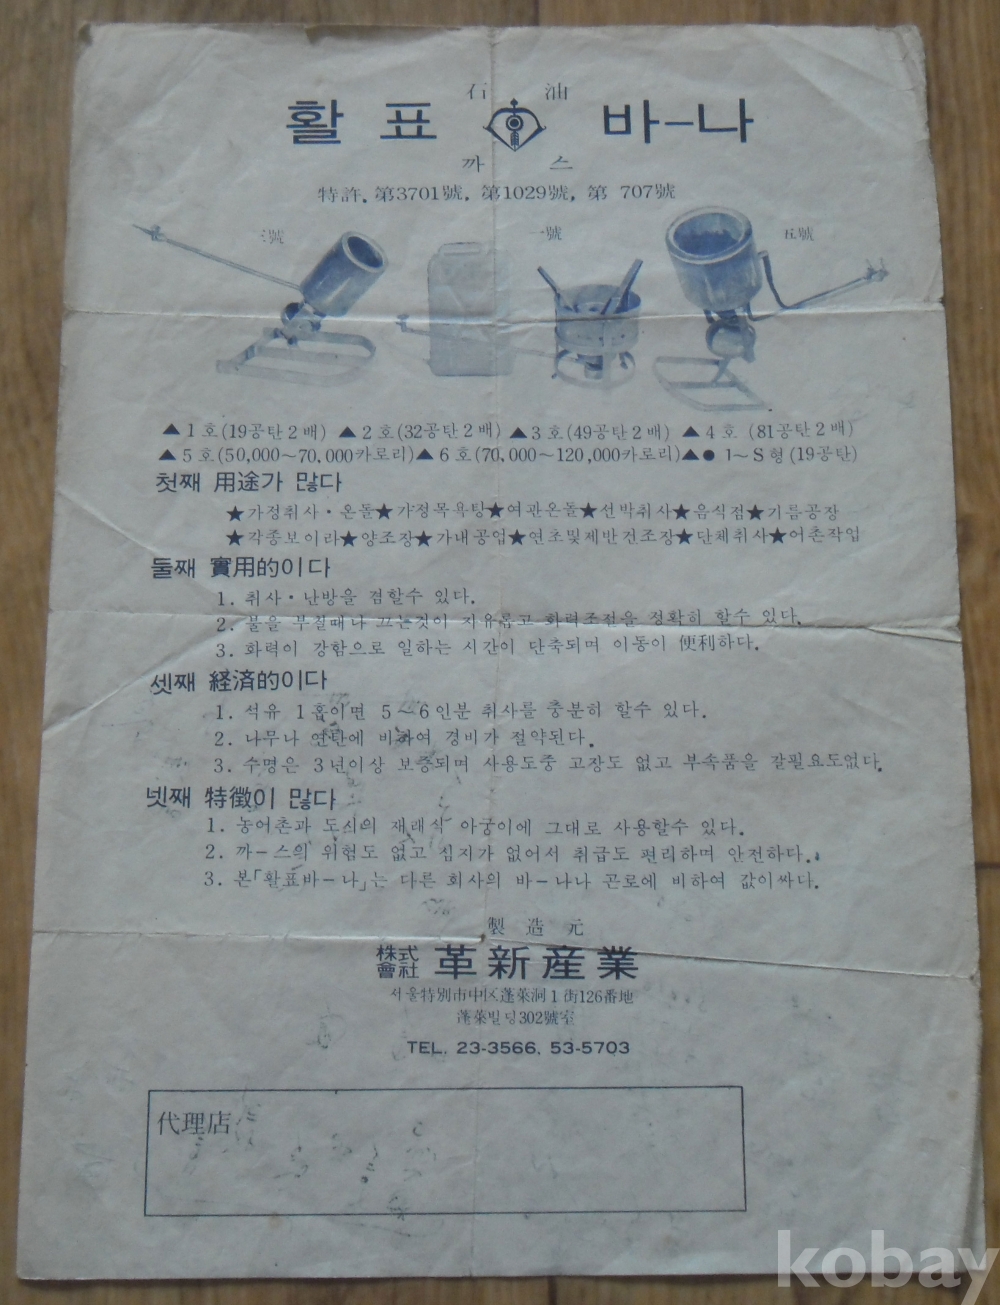 石油
활표 바-나
까스
特許. 第3701號, 第1029號, 第 707號
三號 一號 五號
▲1호(19공탄2배) ▲2호(32공탄2배) ▲3호(49공탄2배) ▲4호 (81공탄2배)
▲5호(50,000~70,000카로리)▲6호(70,000~120,000카로리)▲● 1~S형(19공탄)
첫째 用途가 많다
★가정취사·온돌★가정목욕탕★여관온돌★선박취사★음식점★기름공장
★각종보이라★양조장★가내공업★연초및제반건조장★단체취사★어촌작업
둘째 實用的이다
1. 취사·난방을 겸할수 있다.
2. 불을 부칠때나 끄는것이 자유롭고 화력조절을 정확히 할수 있다.
3. 화력이 강함으로 일하는 시간이 단축되며 이동이 便利하다.
셋째 経済的이다
1. 석유 1홉이면 5~6인분 취사를 충분히 할수 있다.
2. 나무나 연탄에 비하여 경비가 절약된다.
3. 수명은 3년이상 보증되며 사용도중 고장도 없고 부속품을 갈필요도없다.
넷째 特徵이 많다
1. 농어촌과 도시의 재래식 아궁이에 그대로 사용할수 있다.
2. 까-스의 위험도 없고 심지가 없어서 취급도 편리하며 안전하다.
3. 본「활표바-나」는 다른 회사의 바-나나 곤로에 비하여 값이싸다.
製造元
株式會社 革新産業
서울特別市中区蓬萊洞1街126番地
蓬萊빌딩302號室
TEL. 23-3566, 53-5703
代理店
kobay